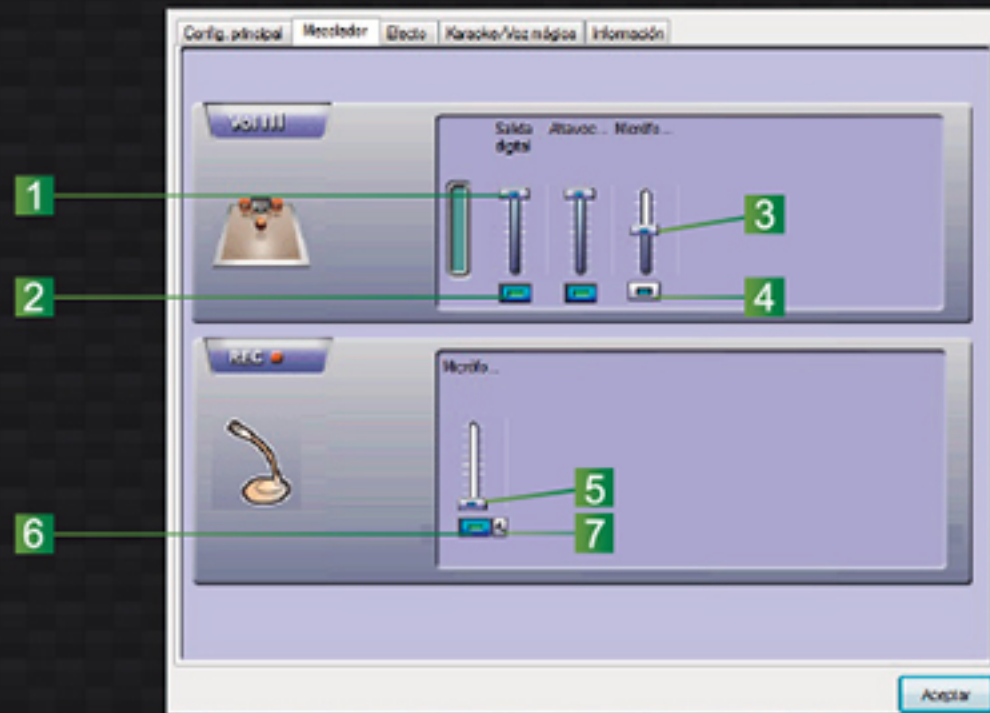 Config. principal Mezclador Efecto Karaoke/Voz mágica Información
Vol
Salida digital
Altavoc... Micrófo...
1
2
3
4
REC
Micrófo...
5
6
7
Aceptar